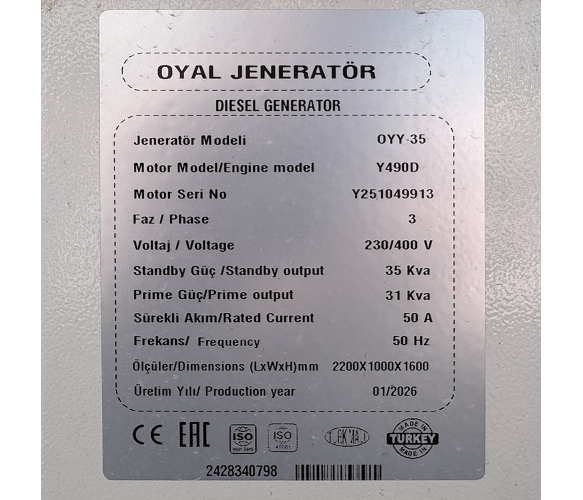 OYAL JENERATÖR
DIESEL GENERATOR
Jeneratör Modeli OYY-35
Motor Model/Engine model Y490D
Motor Seri No Y251049913
Faz / Phase 3
Voltaj / Voltage 230/400 V
Standby Güç /Standby output 35 Kva
Prime Güç/Prime output 31 Kva
Sürekli Akım/Rated Current 50 A
Frekans/ Frequency 50 Hz
Ölçüler/Dimensions (LxWxH)mm 2200X1000X1600
Üretim Yılı/ Production year 01/2026
CE EAC ISO ISO MADE IN TURKEY MADE IN
2428340798